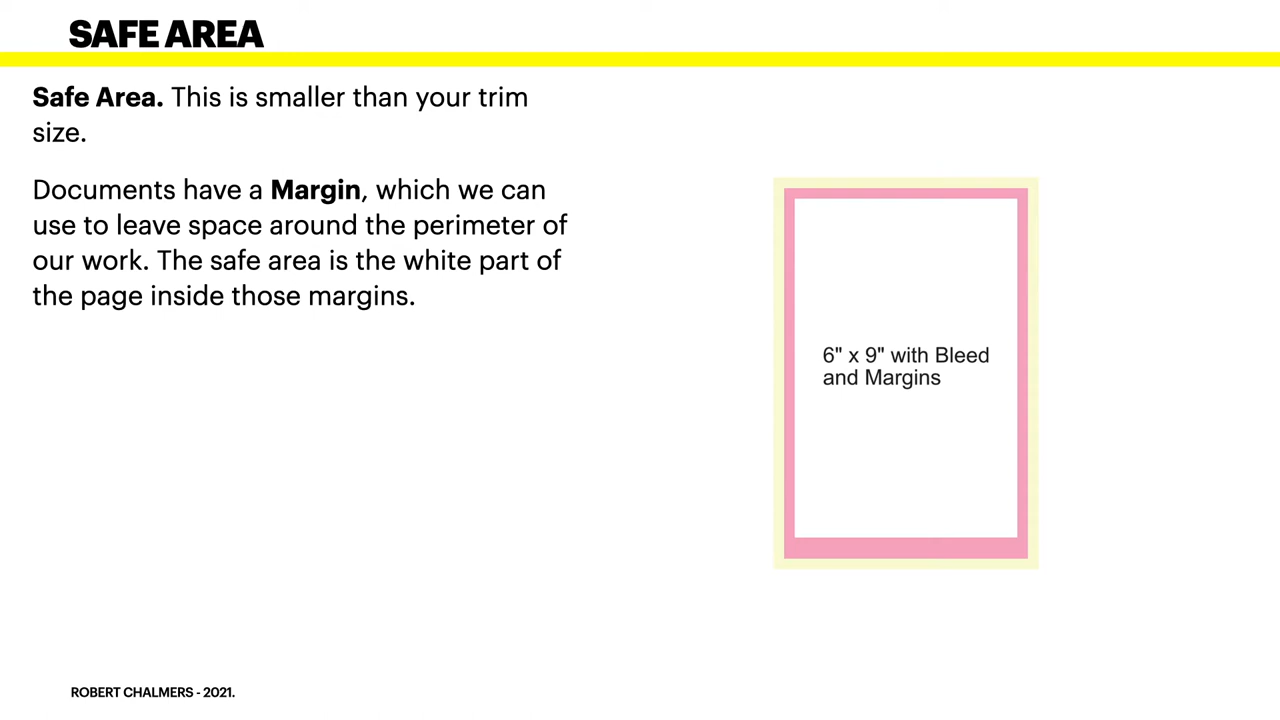 SAFE AREA
Safe Area. This is smaller than your trim
size.
Documents have a Margin, which we can
use to leave space around the perimeter of
our work. The safe area is the white part of
the page inside those margins.
6" x 9" with Bleed
and Margins
ROBERT CHALMERS - 2021.